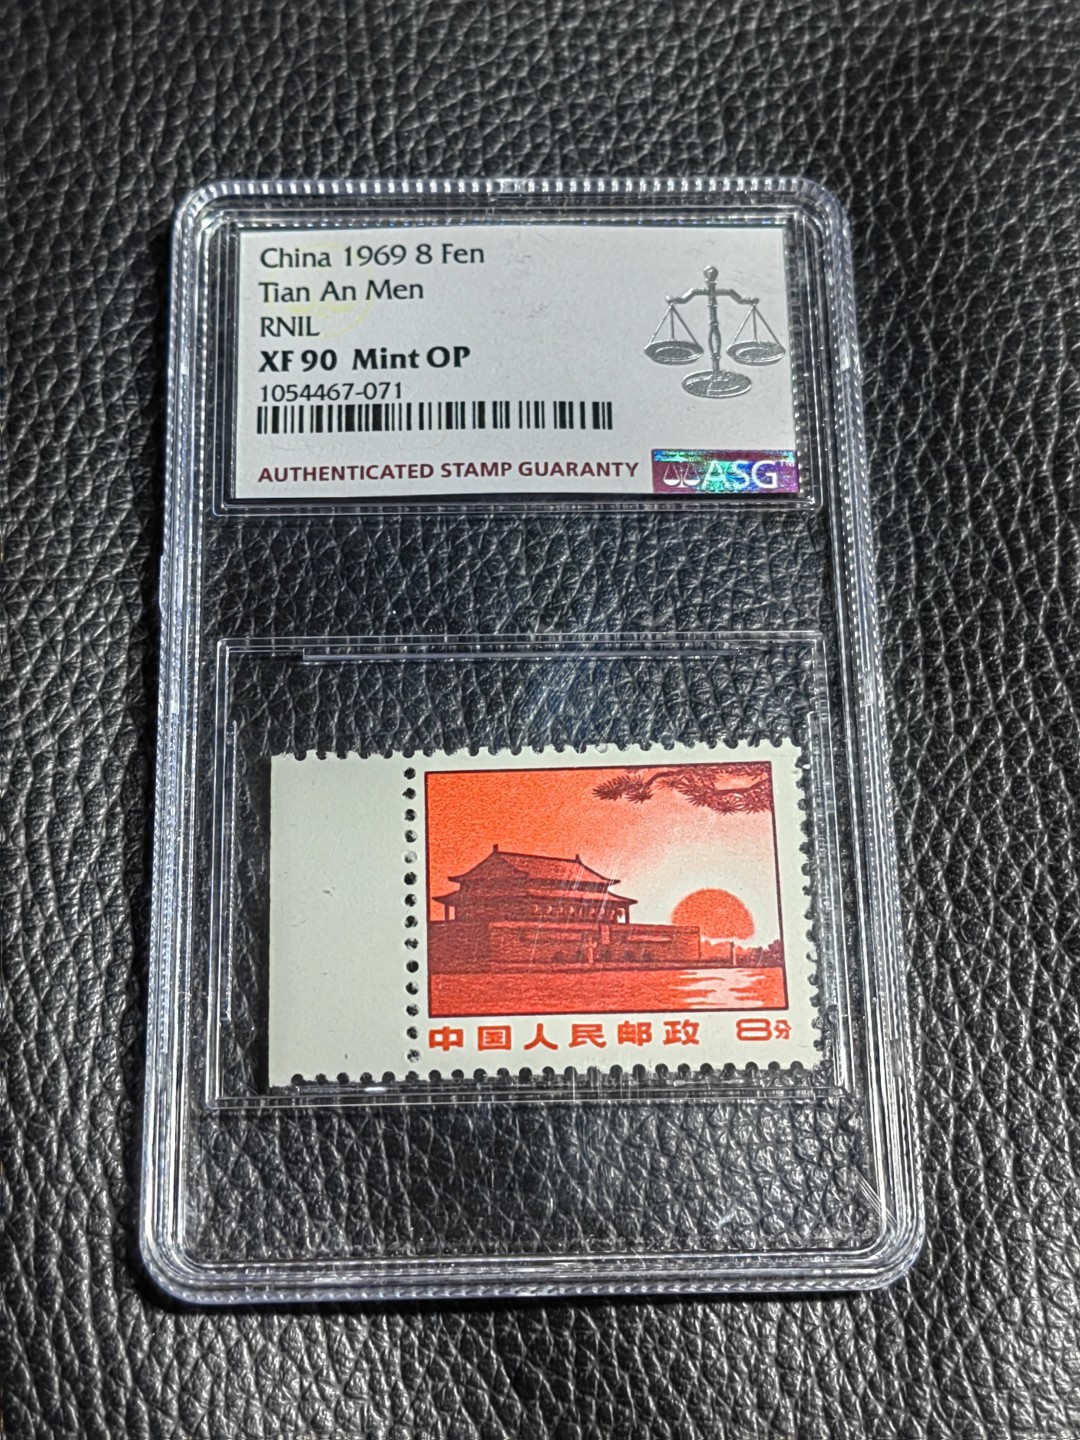 China 1969 8 Fen
Tian An Men
RNIL
XF 90 Mint OP
1054467-071
AUTHENTICATED STAMP GUARANTY ASG
中国人民邮政 8分